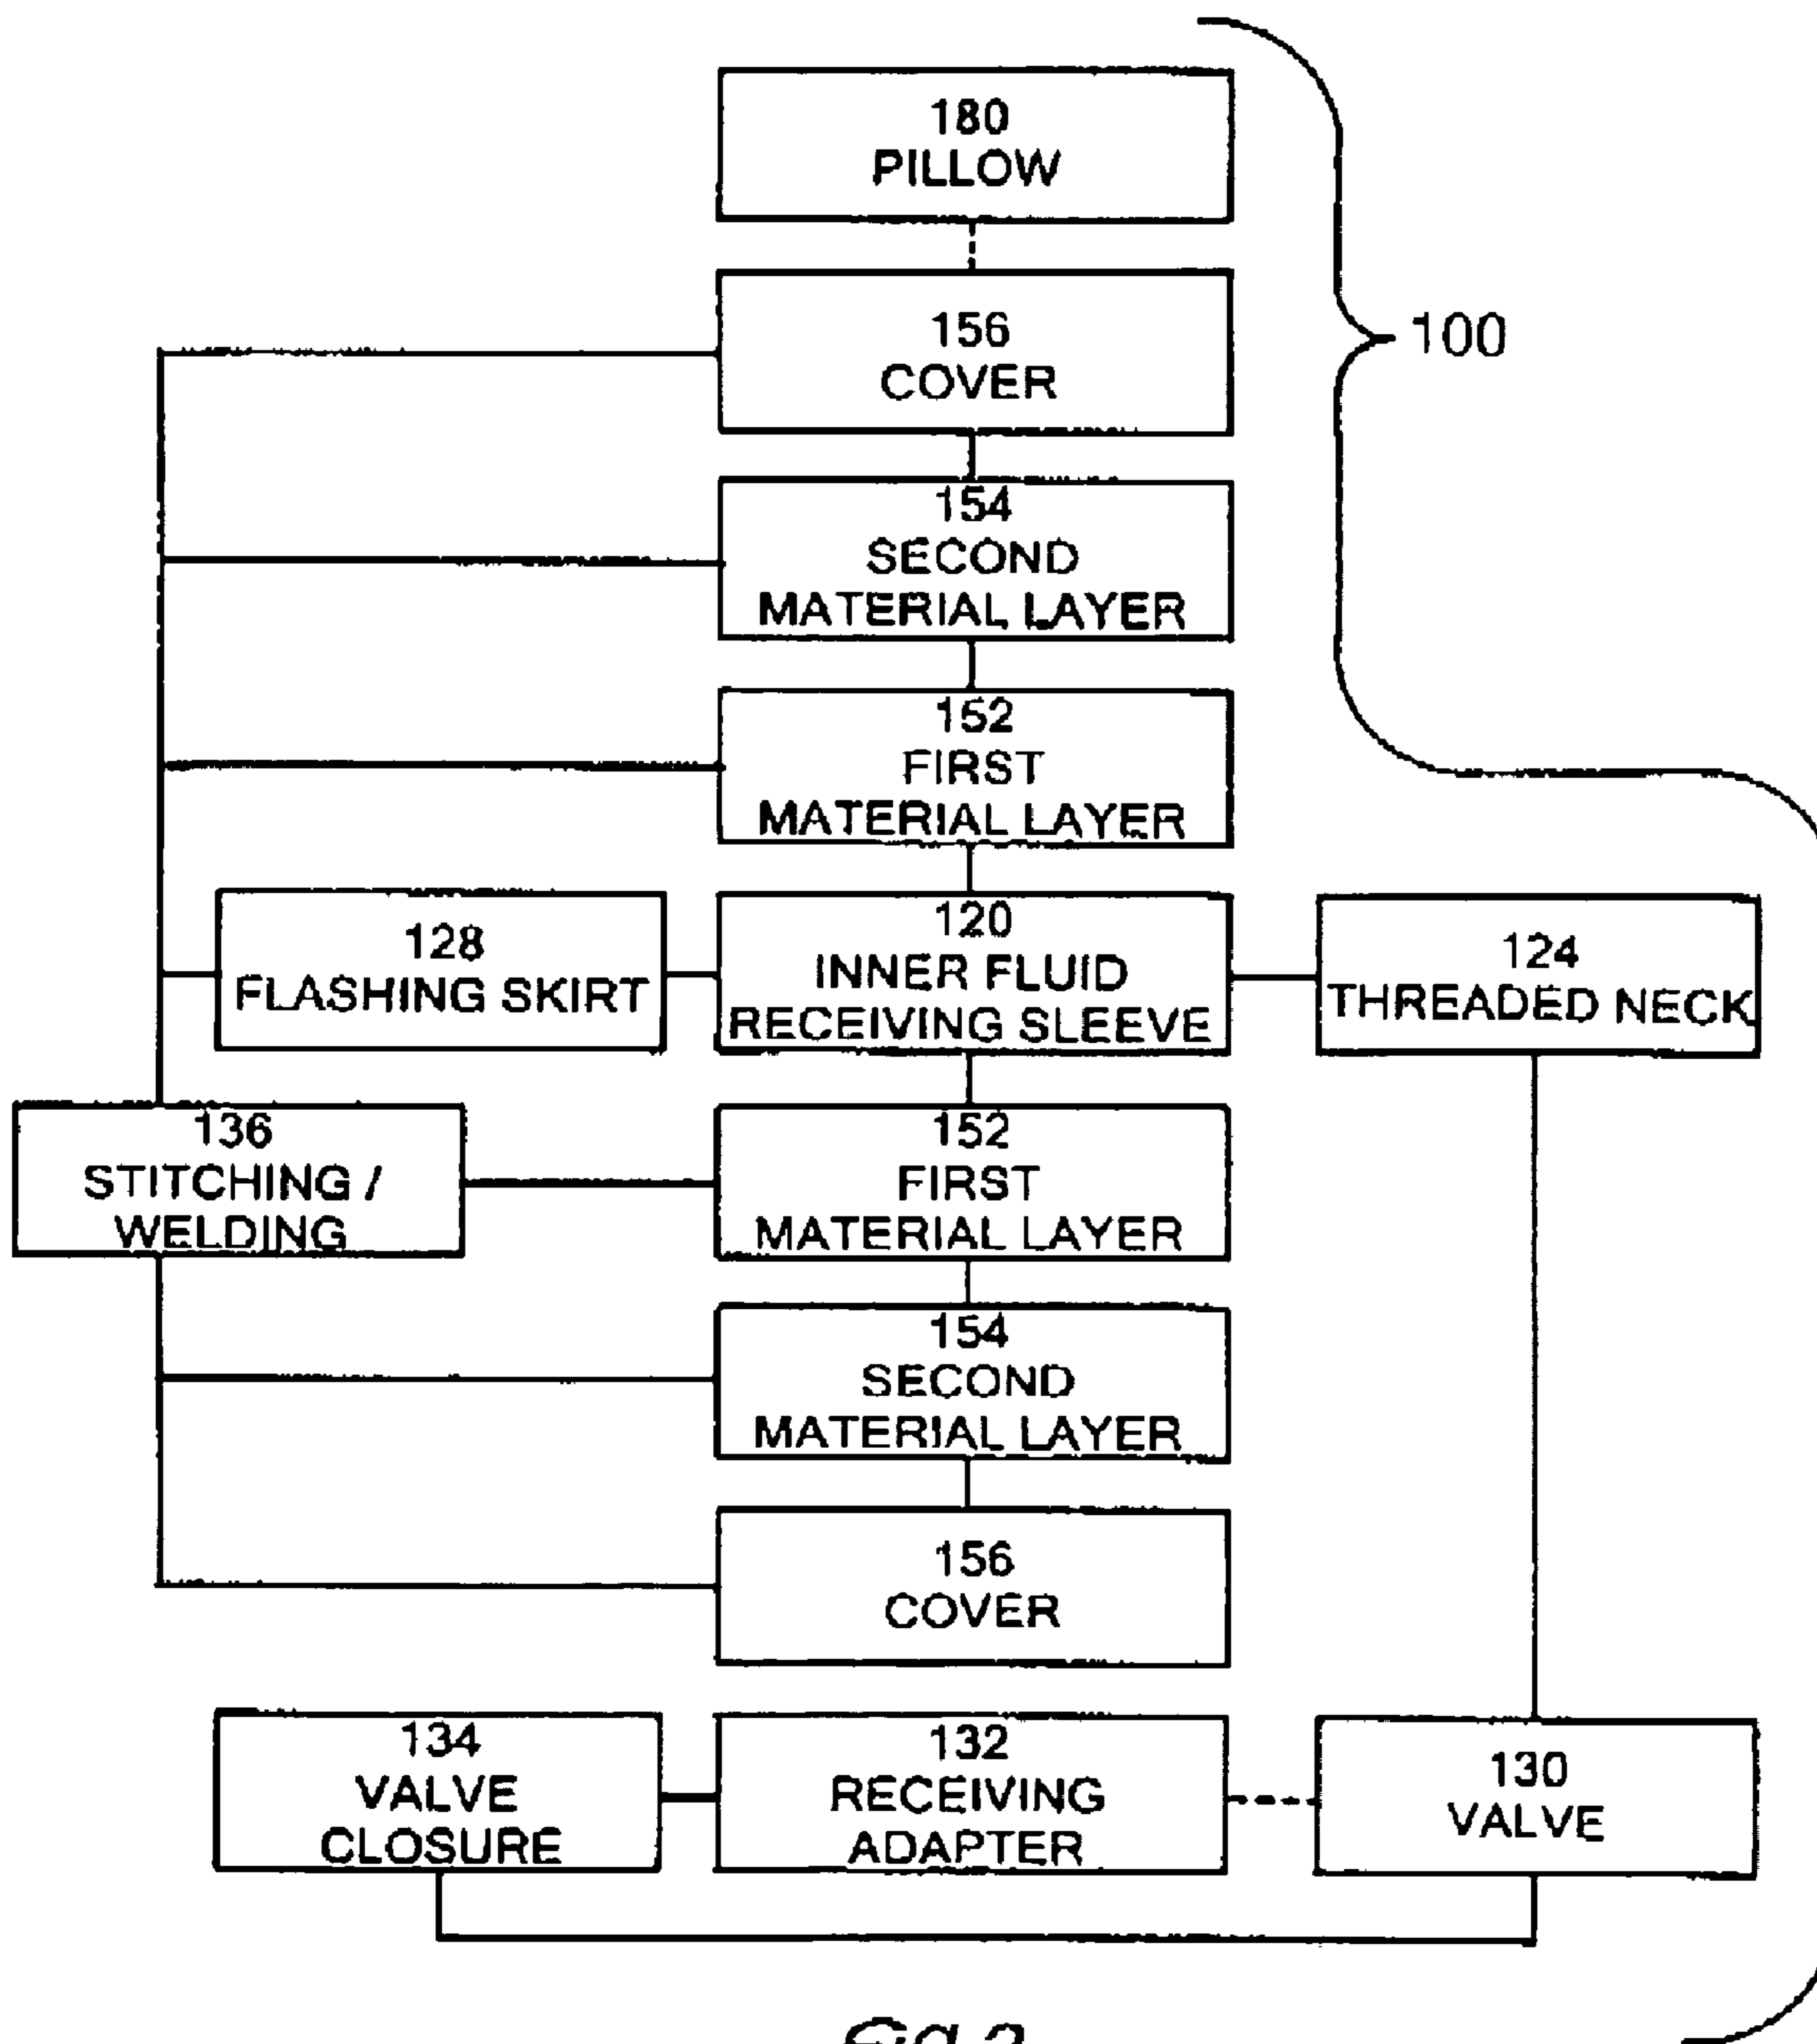 180
PILLOW
156
COVER
100
154
SECOND
MATERIAL LAYER
152
FIRST
MATERIAL LAYER
128
FLASHING SKIRT
120
INNER FLUID
RECEIVING SLEEVE
124
THREADED NECK
136
STITCHING /
WELDING
152
FIRST
MATERIAL LAYER
154
SECOND
MATERIAL LAYER
156
COVER
134
VALVE
CLOSURE
132
RECEIVING
ADAPTER
130
VALVE